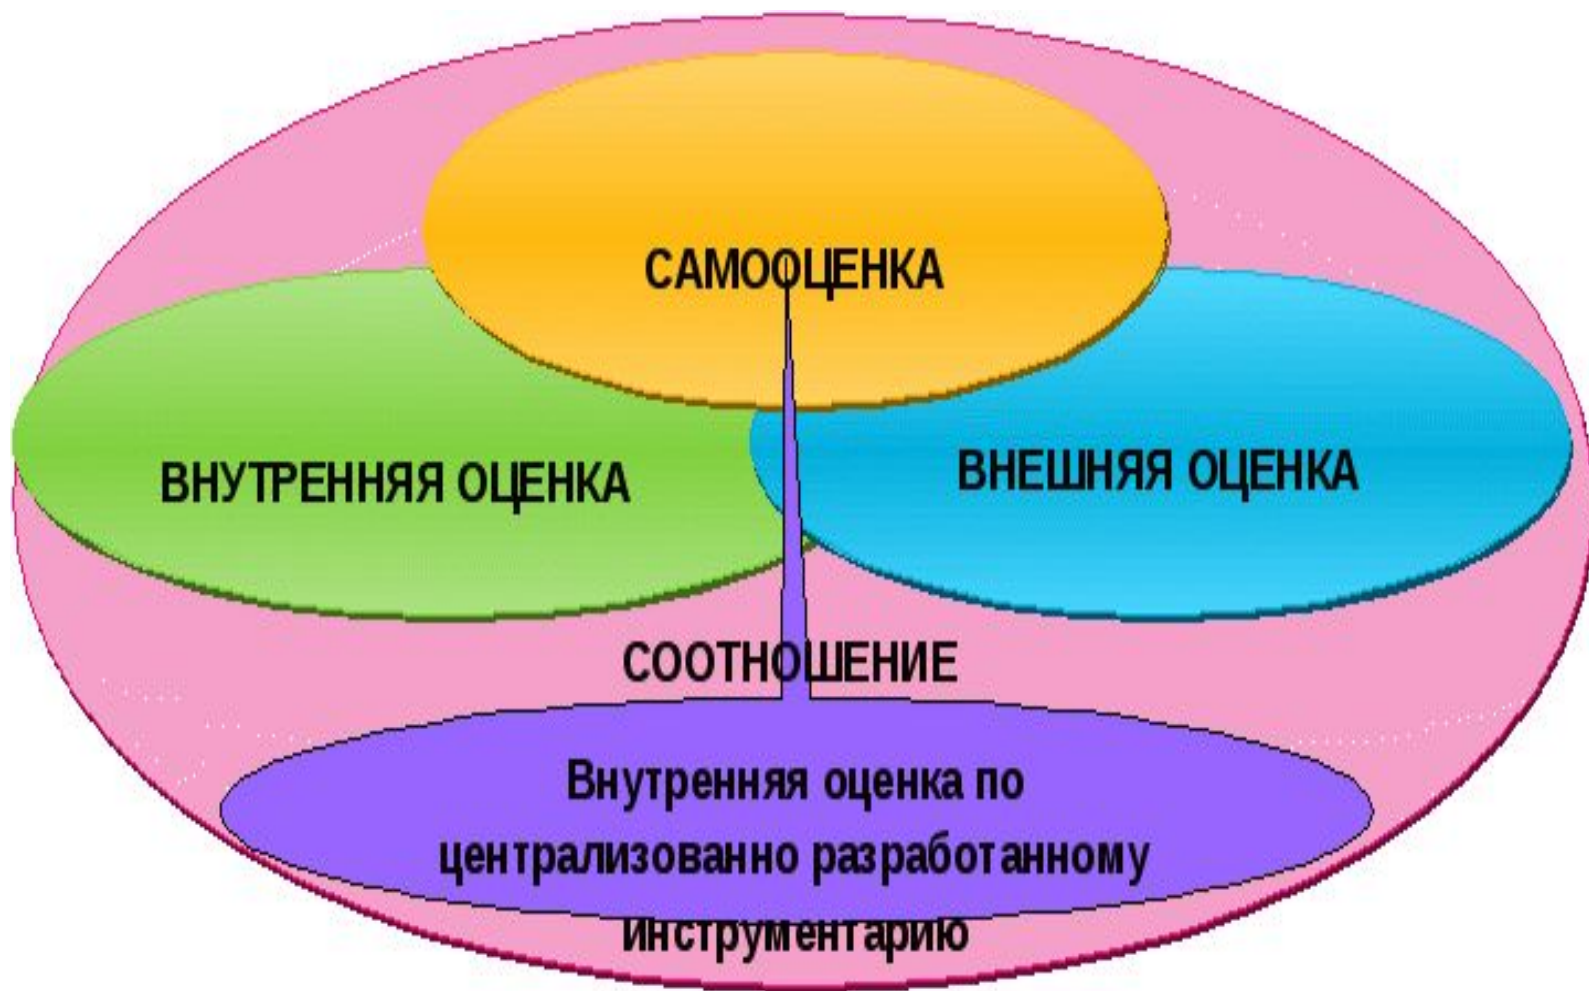 САМООЦЕНКА
ВНУТРЕННЯЯ ОЦЕНКА
ВНЕШНЯЯ ОЦЕНКА
СООТНОШЕНИЕ
Внутренняя оценка по
централизованно разработанному
инструментарию